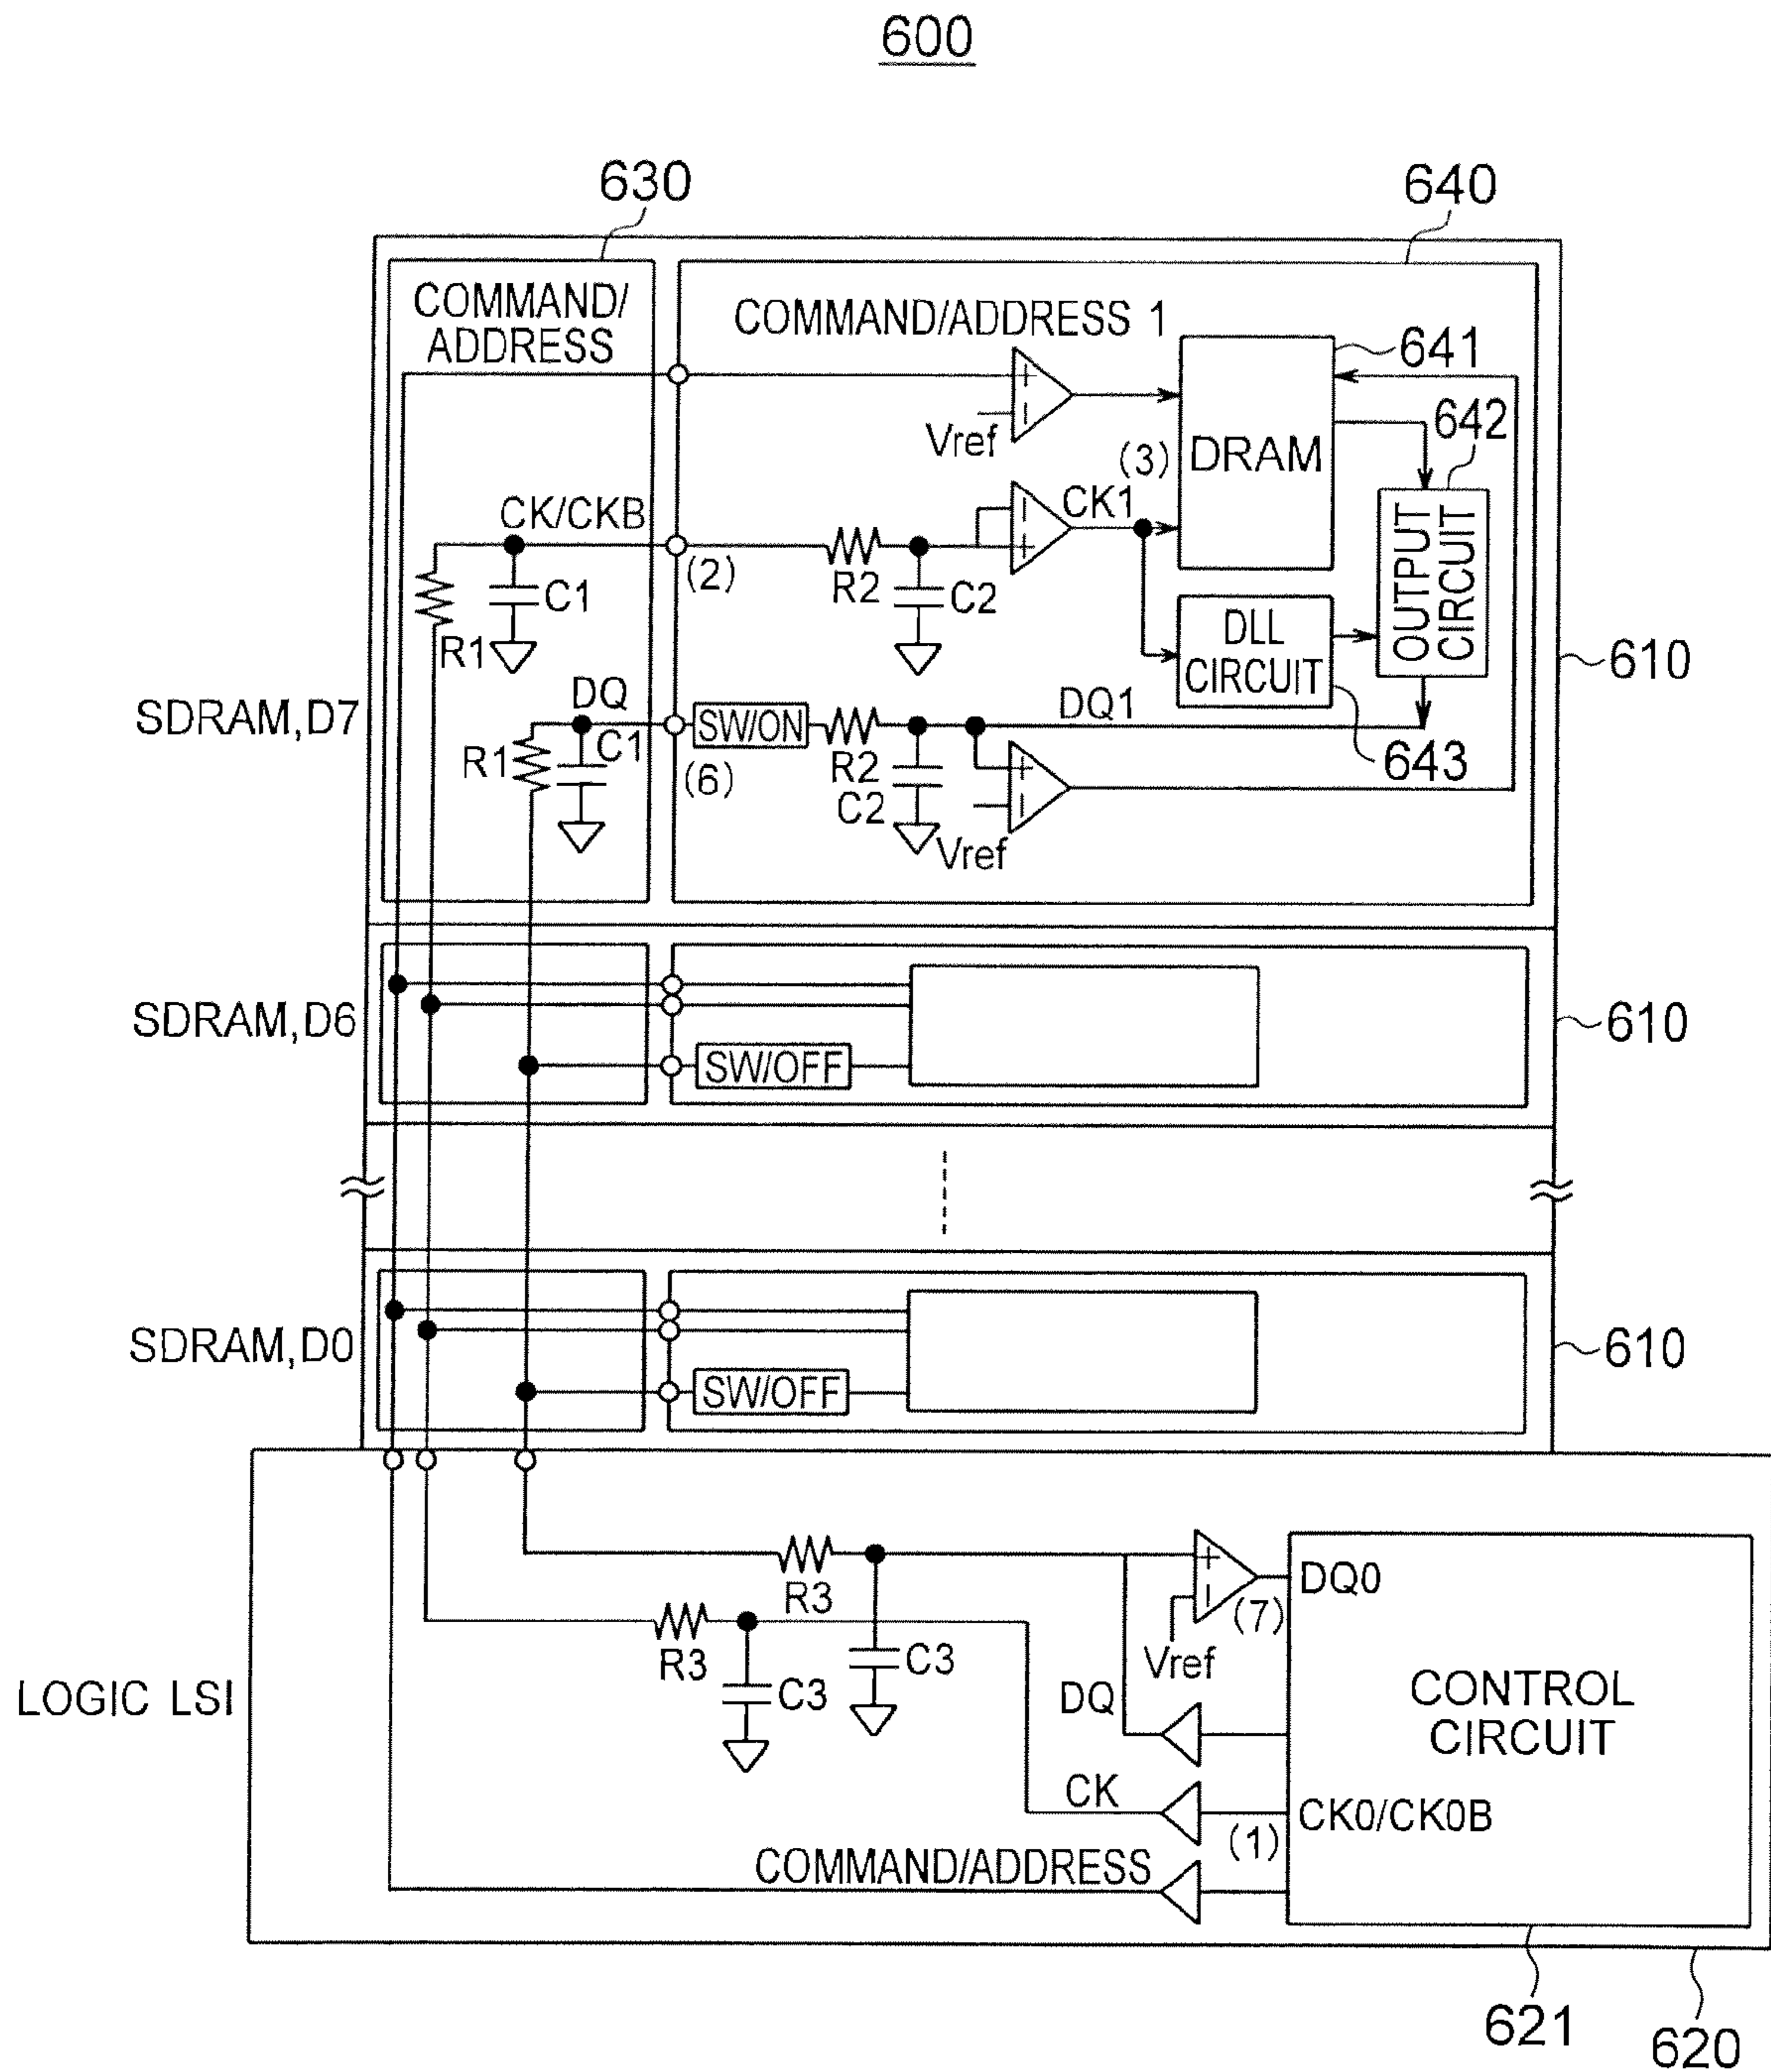 600
630
640
COMMAND/
ADDRESS
COMMAND/ADDRESS 1
641
+
−
Vref
642
(3)
DRAM
CK/CKB
CK1
−
+
(2)
R2
C2
C1
R1
OUTPUT
CIRCUIT
DLL
CIRCUIT
610
SDRAM,D7
DQ
SW/ON
DQ1
R1
C1
(6)
R2
C2
+
−
Vref
643
SDRAM,D6
SW/OFF
610
SDRAM,D0
SW/OFF
610
R3
+
−
DQ0
(7)
Vref
R3
C3
C3
LOGIC LSI
DQ
CONTROL
CIRCUIT
CK
CK0/CK0B
(1)
COMMAND/ADDRESS
621
620